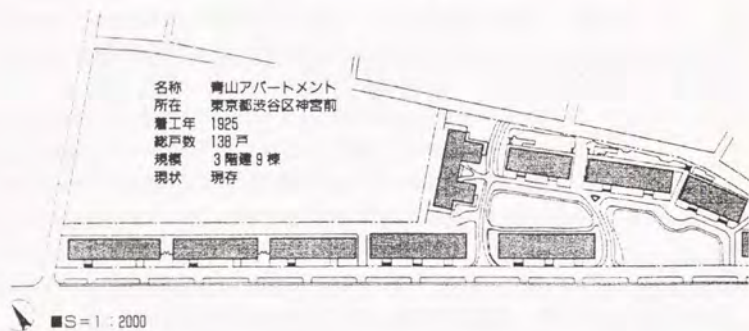 名称 青山アパートメント
所在 東京都渋谷区神宮前
着工年 1925
総戸数 138戸
規模 3階建9棟
現状 現存
■S=1:2000